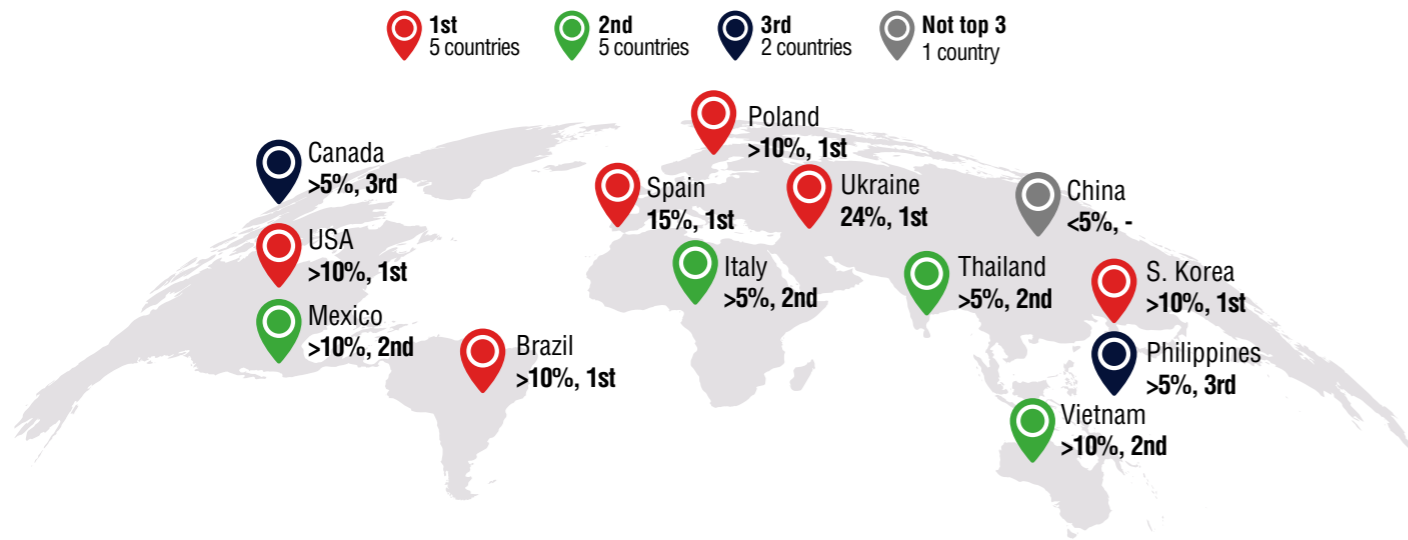 1st
5 countries
2nd
5 countries
3rd
2 countries
Not top 3
1 country
Poland
>10%, 1st
Canada
>5%, 3rd
Spain
15%, 1st
Ukraine
24%, 1st
China
<5%, -
USA
>10%, 1st
Italy
>5%, 2nd
Thailand
>5%, 2nd
S. Korea
>10%, 1st
Mexico
>10%, 2nd
Brazil
>10%, 1st
Philippines
>5%, 3rd
Vietnam
>10%, 2nd